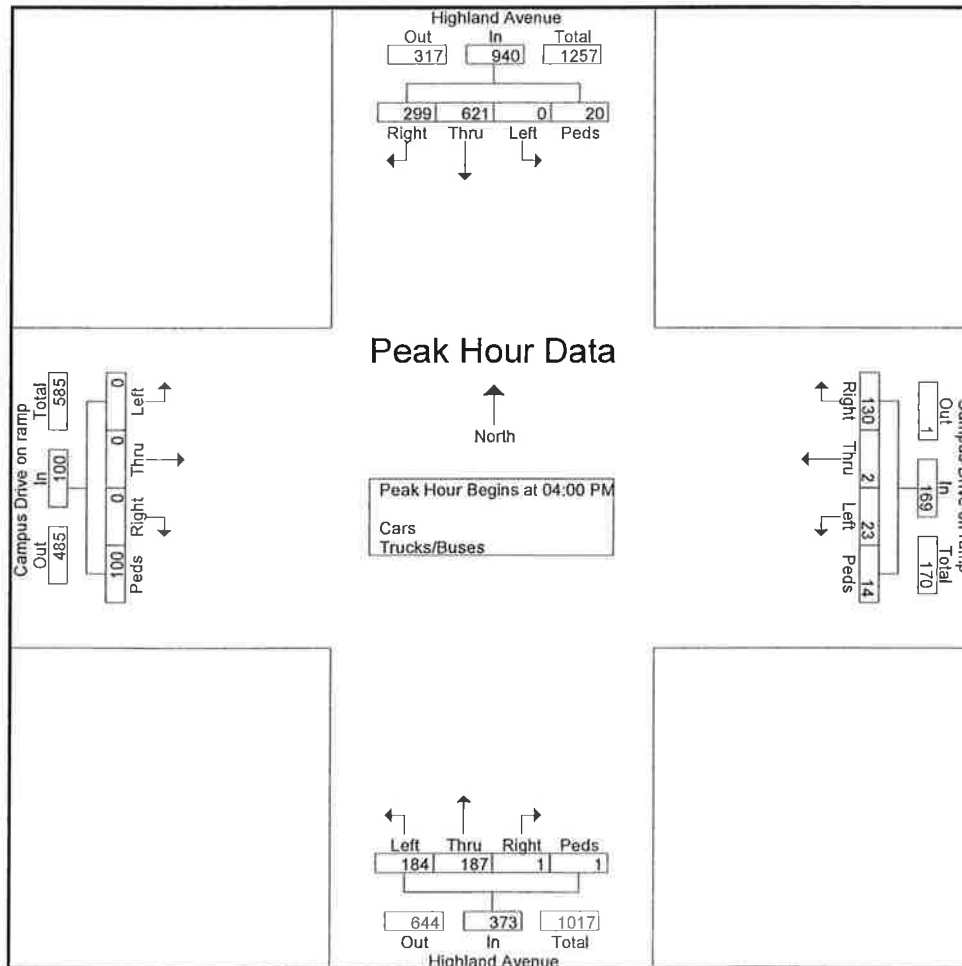 Highland Avenue
Out In Total
317 940 1257
299 621 0 20
Right Thru Left Peds
Peak Hour Data
North
Peak Hour Begins at 04:00 PM
Cars
Trucks/Buses
Campus Drive on ramp
Out In Total
485 100 585
0 0 0 100
Left Thru Right Peds
Right Thru Left Peds
130 2 23 14
Out In Total
1 169 170
Campus Drive on ramp
Left Thru Right Peds
184 187 1 1
644 373 1017
Out In Total
Highland Avenue